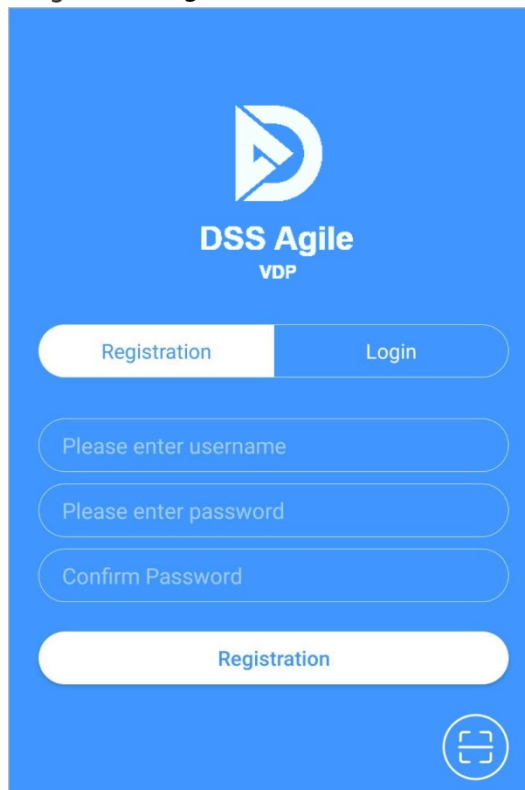 DSS Agile
VDP
Registration Login
Please enter username
Please enter password
Confirm Password
Registration